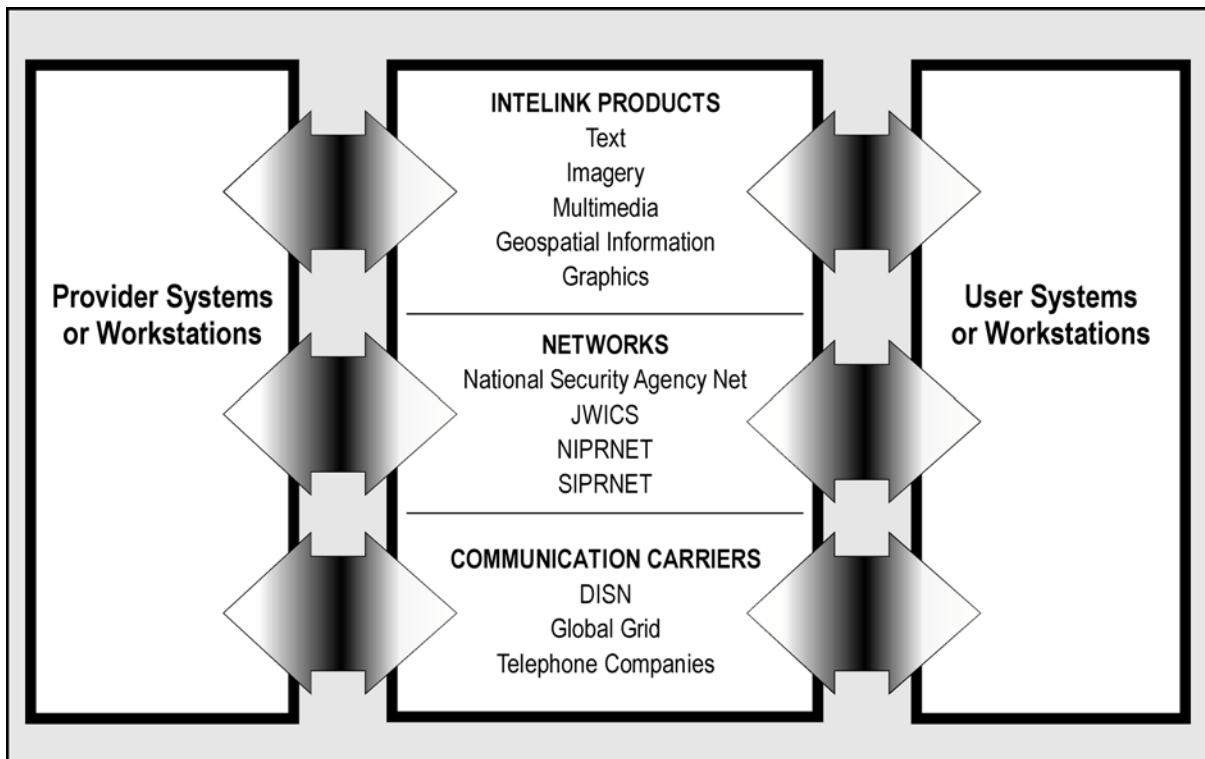 Provider Systems
or Workstations
INTELINK PRODUCTS
Text
Imagery
Multimedia
Geospatial Information
Graphics
NETWORKS
National Security Agency Net
JWICS
NIPRNET
SIPRNET
COMMUNICATION CARRIERS
DISN
Global Grid
Telephone Companies
User Systems
or Workstations